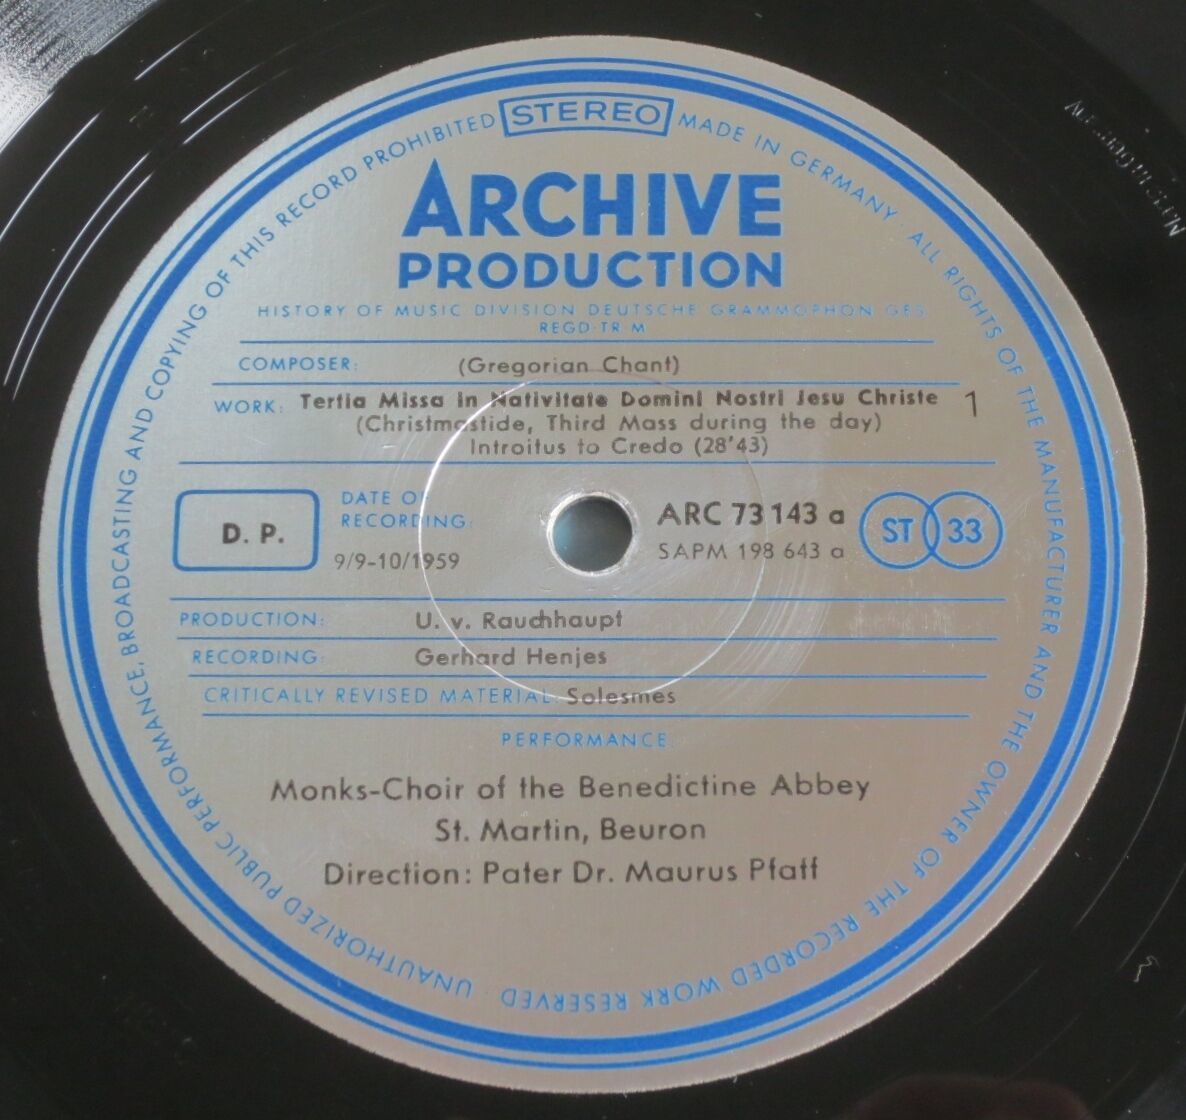 STEREO
MADE IN GERMANY · ALL RIGHTS OF THE MANUFACTURER AND THE OWNER OF THE RECORDED WORK RESERVED · UNAUTHORIZED PUBLIC PERFORMANCE, BROADCASTING AND COPYING OF THIS RECORD PROHIBITED
ARCHIVE
PRODUCTION
HISTORY OF MUSIC DIVISION DEUTSCHE GRAMMOPHON GES
REGD·TR M
COMPOSER: (Gregorian Chant)
WORK: Tertia Missa in Nativitate Domini Nostri Jesu Christe 1
(Christmastide, Third Mass during the day)
Introitus to Credo (28'43)
D. P.
DATE OF
RECORDING:
9/9-10/1959
ARC 73 143 a
SAPM 198 643 a
ST 33
PRODUCTION: U. v. Rauchhaupt
RECORDING: Gerhard Henjes
CRITICALLY REVISED MATERIAL: Solesmes
PERFORMANCE:
Monks-Choir of the Benedictine Abbey
St. Martin, Beuron
Direction: Pater Dr. Maurus Pfaff